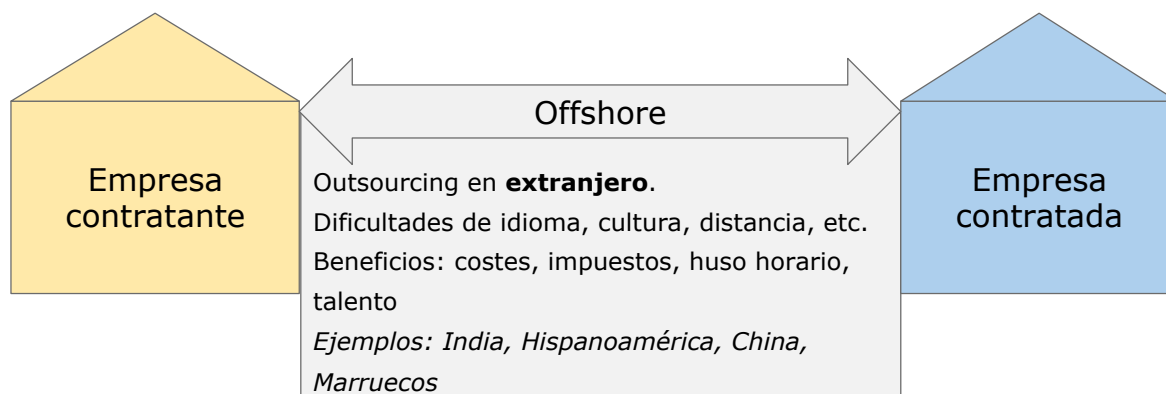 Offshore
Empresa
contratante
Outsourcing en extranjero.
Dificultades de idioma, cultura, distancia, etc.
Beneficios: costes, impuestos, huso horario,
talento
Ejemplos: India, Hispanoamérica, China,
Marruecos
Empresa
contratada